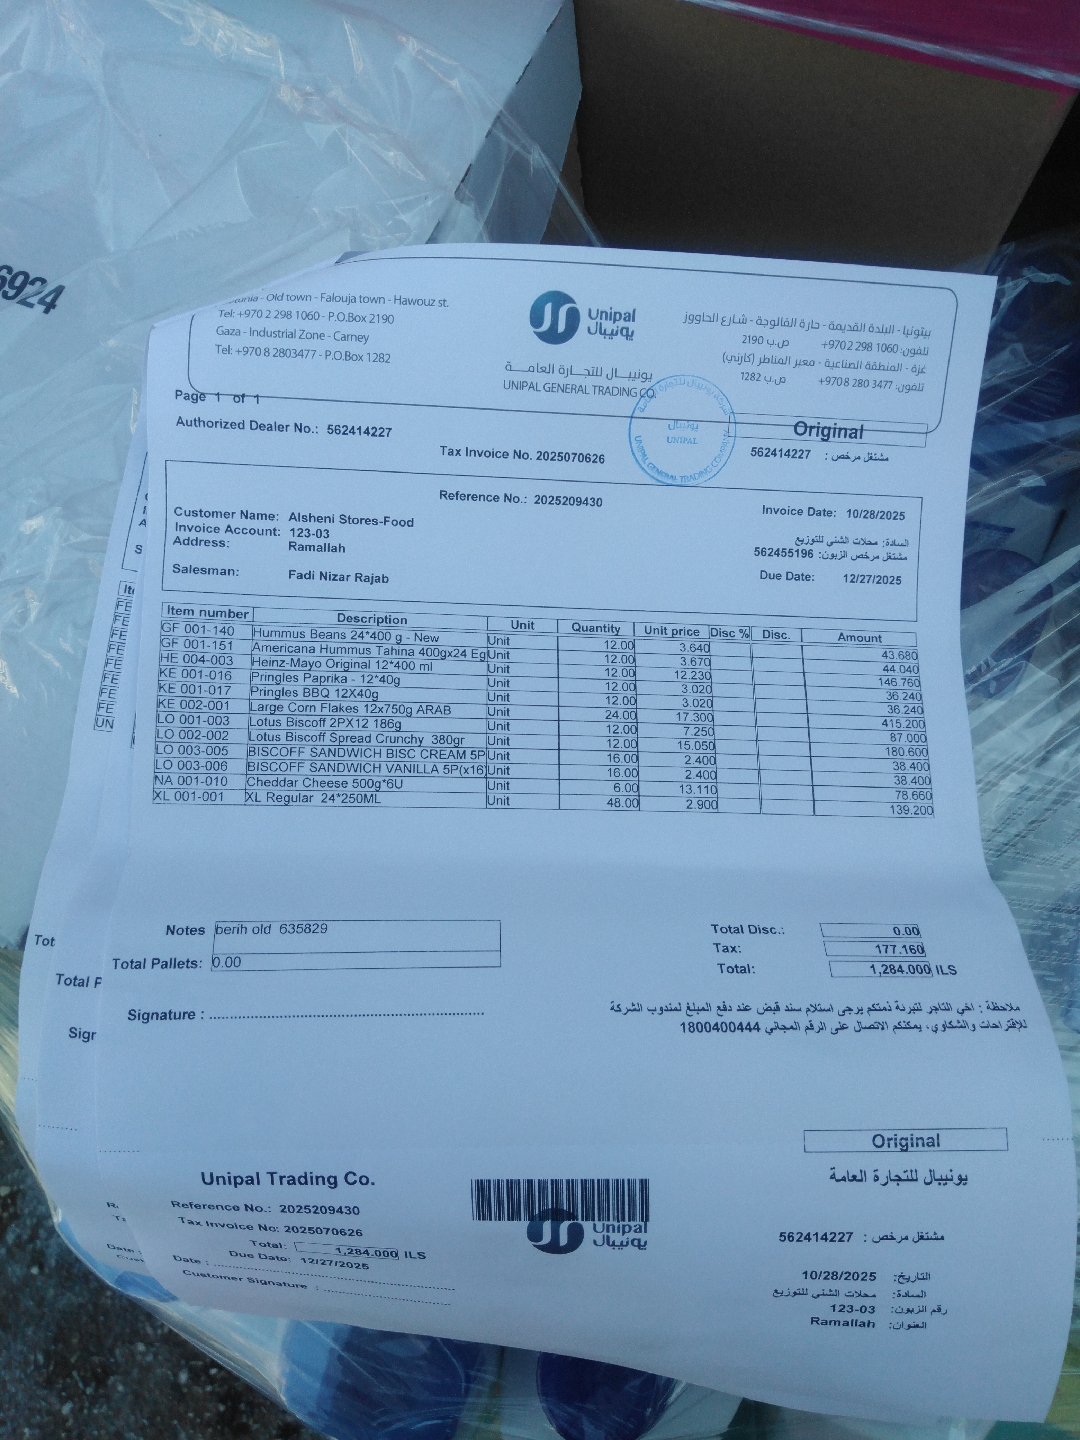 6924
Old town - Falouja town - Hawouz st.
Tel: +970 2 298 1060 - P.O.Box 2190
Gaza - Industrial Zone - Carney
Tel: +970 8 2803477 - P.O.Box 1282
Unipal
يونيبال
يونيبال للتجارة العامة
UNIPAL GENERAL TRADING CO.
بيتونيا - البلدة القديمة - حارة الفالوجة - شارع الحاووز
تلفون: 1060 298 2 970+ ص.ب 2190
غزة - المنطقة الصناعية - معبر المناطر (كارني)
تلفون: 3477 280 8 970+ ص.ب 1282
يونيبال
UNIPAL
UNIPAL GENERAL TRADING COMPANY
Page 1 of 1
Original
Authorized Dealer No.: 562414227
Tax Invoice No. 2025070626
مشتغل مرخص : 562414227
Reference No.: 2025209430
Invoice Date: 10/28/2025
Customer Name: Alsheni Stores-Food
السادة: محلات الشني للتوزيع
Invoice Account: 123-03
مشتغل مرخص الزبون: 562455196
Address: Ramallah
Salesman: Fadi Nizar Rajab
Due Date: 12/27/2025
Item number Description Unit Quantity Unit price Disc % Disc. Amount
GF 001-140 Hummus Beans 24*400 g - New Unit 12.00 3.640 43.680
GF 001-151 Americana Hummus Tahina 400gx24 Eg Unit 12.00 3.670 44.040
HE 004-003 Heinz-Mayo Original 12*400 ml Unit 12.00 12.230 146.760
KE 001-016 Pringles Paprika - 12*40g Unit 12.00 3.020 36.240
KE 001-017 Pringles BBQ 12X40g Unit 12.00 3.020 36.240
KE 002-001 Large Corn Flakes 12x750g ARAB Unit 24.00 17.300 415.200
LO 001-003 Lotus Biscoff 2PX12 186g Unit 12.00 7.250 87.000
LO 002-002 Lotus Biscoff Spread Crunchy 380gr Unit 12.00 15.050 180.600
LO 003-005 BISCOFF SANDWICH BISC CREAM 5P Unit 16.00 2.400 38.400
LO 003-006 BISCOFF SANDWICH VANILLA 5P(x16 Unit 16.00 2.400 38.400
NA 001-010 Cheddar Cheese 500g*6U Unit 6.00 13.110 78.660
XL 001-001 XL Regular 24*250ML Unit 48.00 2.900 139.200
Notes berih old 635829
Total Pallets: 0.00
Total Disc.: 0.00
Tax: 177.160
Total: 1,284.000 ILS
Signature : ........................
ملاحظة : اخي التاجر لتبرئة ذمتكم يرجى استلام سند قبض عند دفع المبلغ لمندوب الشركة
للإقتراحات والشكاوي، يمكنكم الاتصال على الرقم المجاني 1800400444
Original
Unipal Trading Co.
يونيبال للتجارة العامة
Reference No.: 2025209430
Tax Invoice No: 2025070626
Unipal
يونيبال
مشتغل مرخص : 562414227
Total: 1,284.000 ILS
Due Date: 12/27/2025
Date : ........................
Customer Signature : ........................
التاريخ: 10/28/2025
السادة: محلات الشني للتوزيع
رقم الزبون: 123-03
العنوان: Ramallah
Ite
FE
FE
FE
FE
FE
FE
FE
FE
UN
Tot
Total P
Sigr